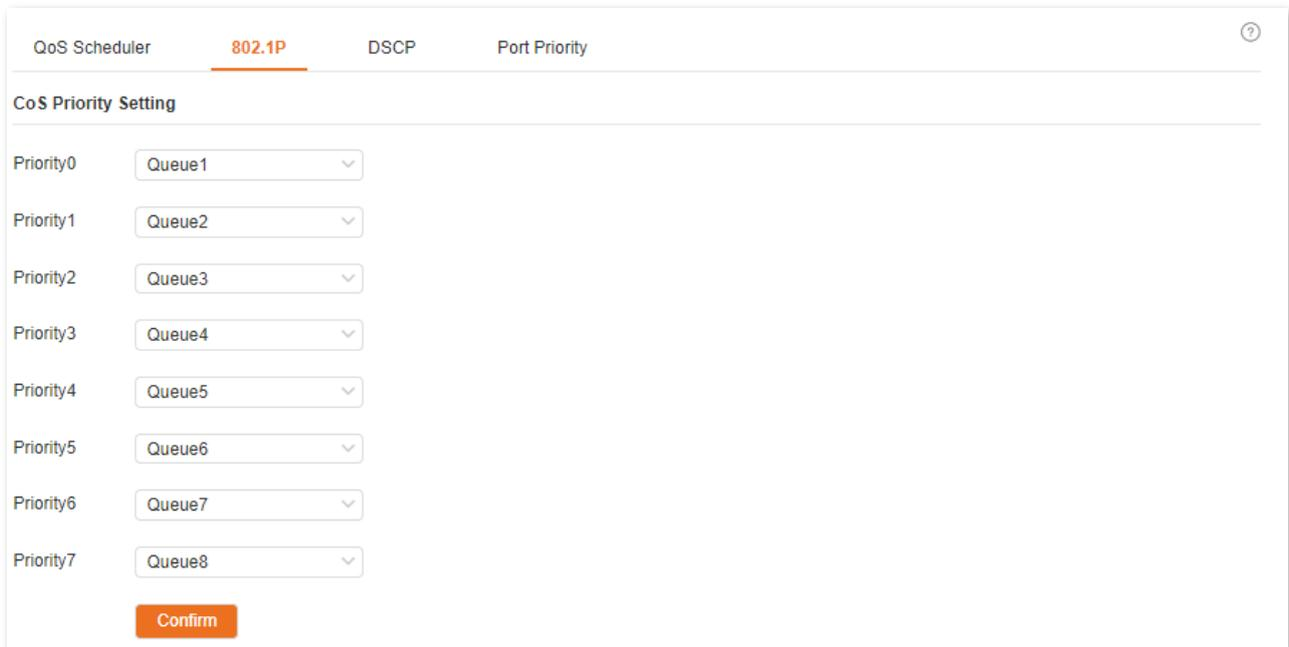 QoS Scheduler 802.1P DSCP Port Priority ?
CoS Priority Setting
Priority0 Queue1
Priority1 Queue2
Priority2 Queue3
Priority3 Queue4
Priority4 Queue5
Priority5 Queue6
Priority6 Queue7
Priority7 Queue8
Confirm